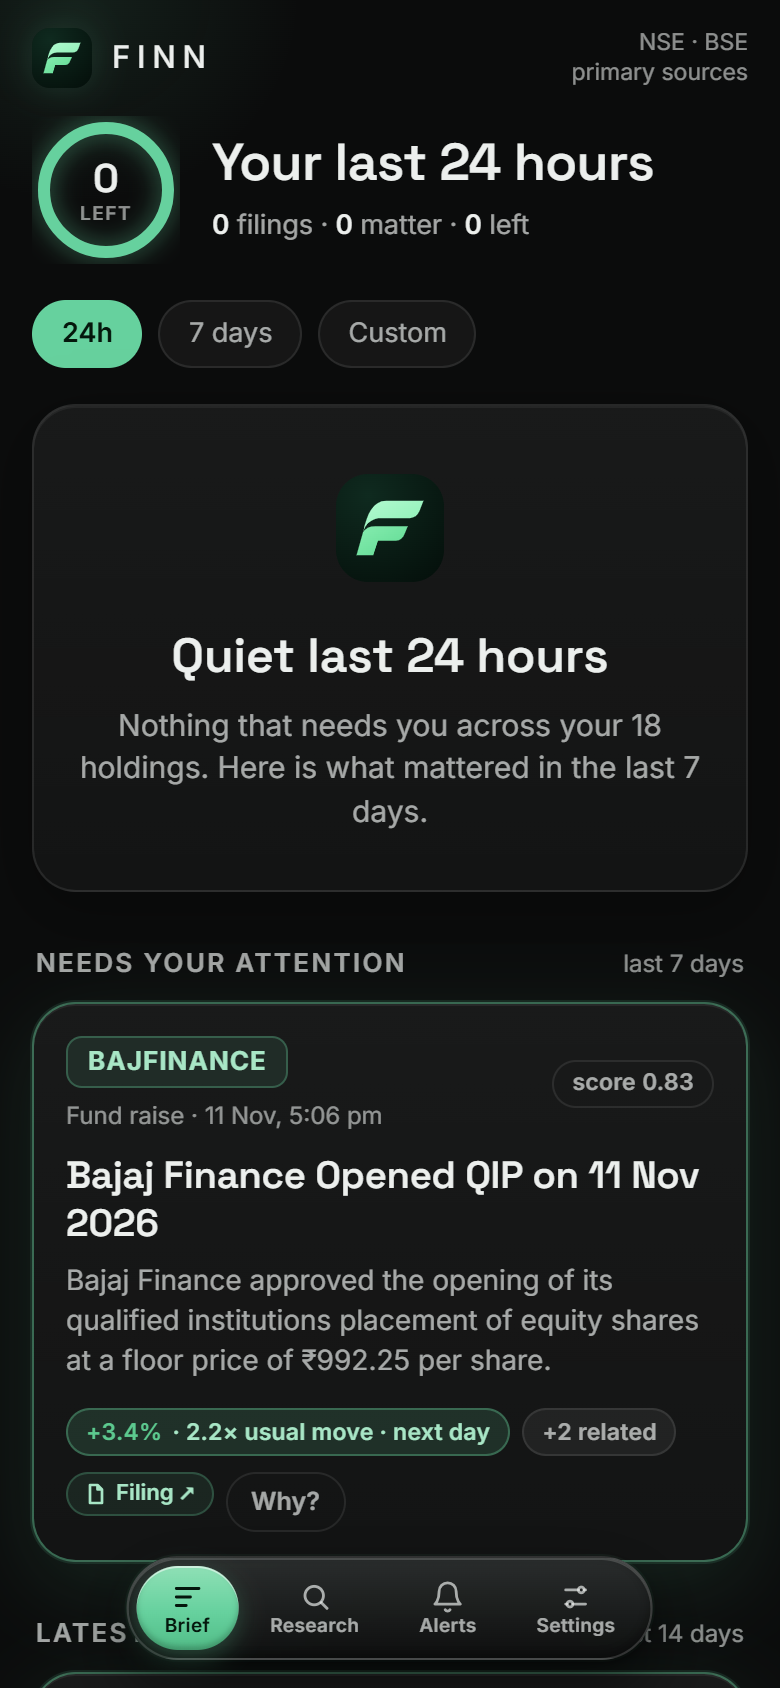 FINN
NSE · BSE
primary sources
0
LEFT
Your last 24 hours
0 filings · 0 matter · 0 left
24h
7 days
Custom
Quiet last 24 hours
Nothing that needs you across your 18
holdings. Here is what mattered in the last 7
days.
NEEDS YOUR ATTENTION
last 7 days
BAJFINANCE
score 0.83
Fund raise · 11 Nov, 5:06 pm
Bajaj Finance Opened QIP on 11 Nov
2026
Bajaj Finance approved the opening of its
qualified institutions placement of equity shares
at a floor price of ₹992.25 per share.
+3.4% · 2.2× usual move · next day
+2 related
Filing ↗
Why?
LATES
t 14 days
Brief
Research
Alerts
Settings